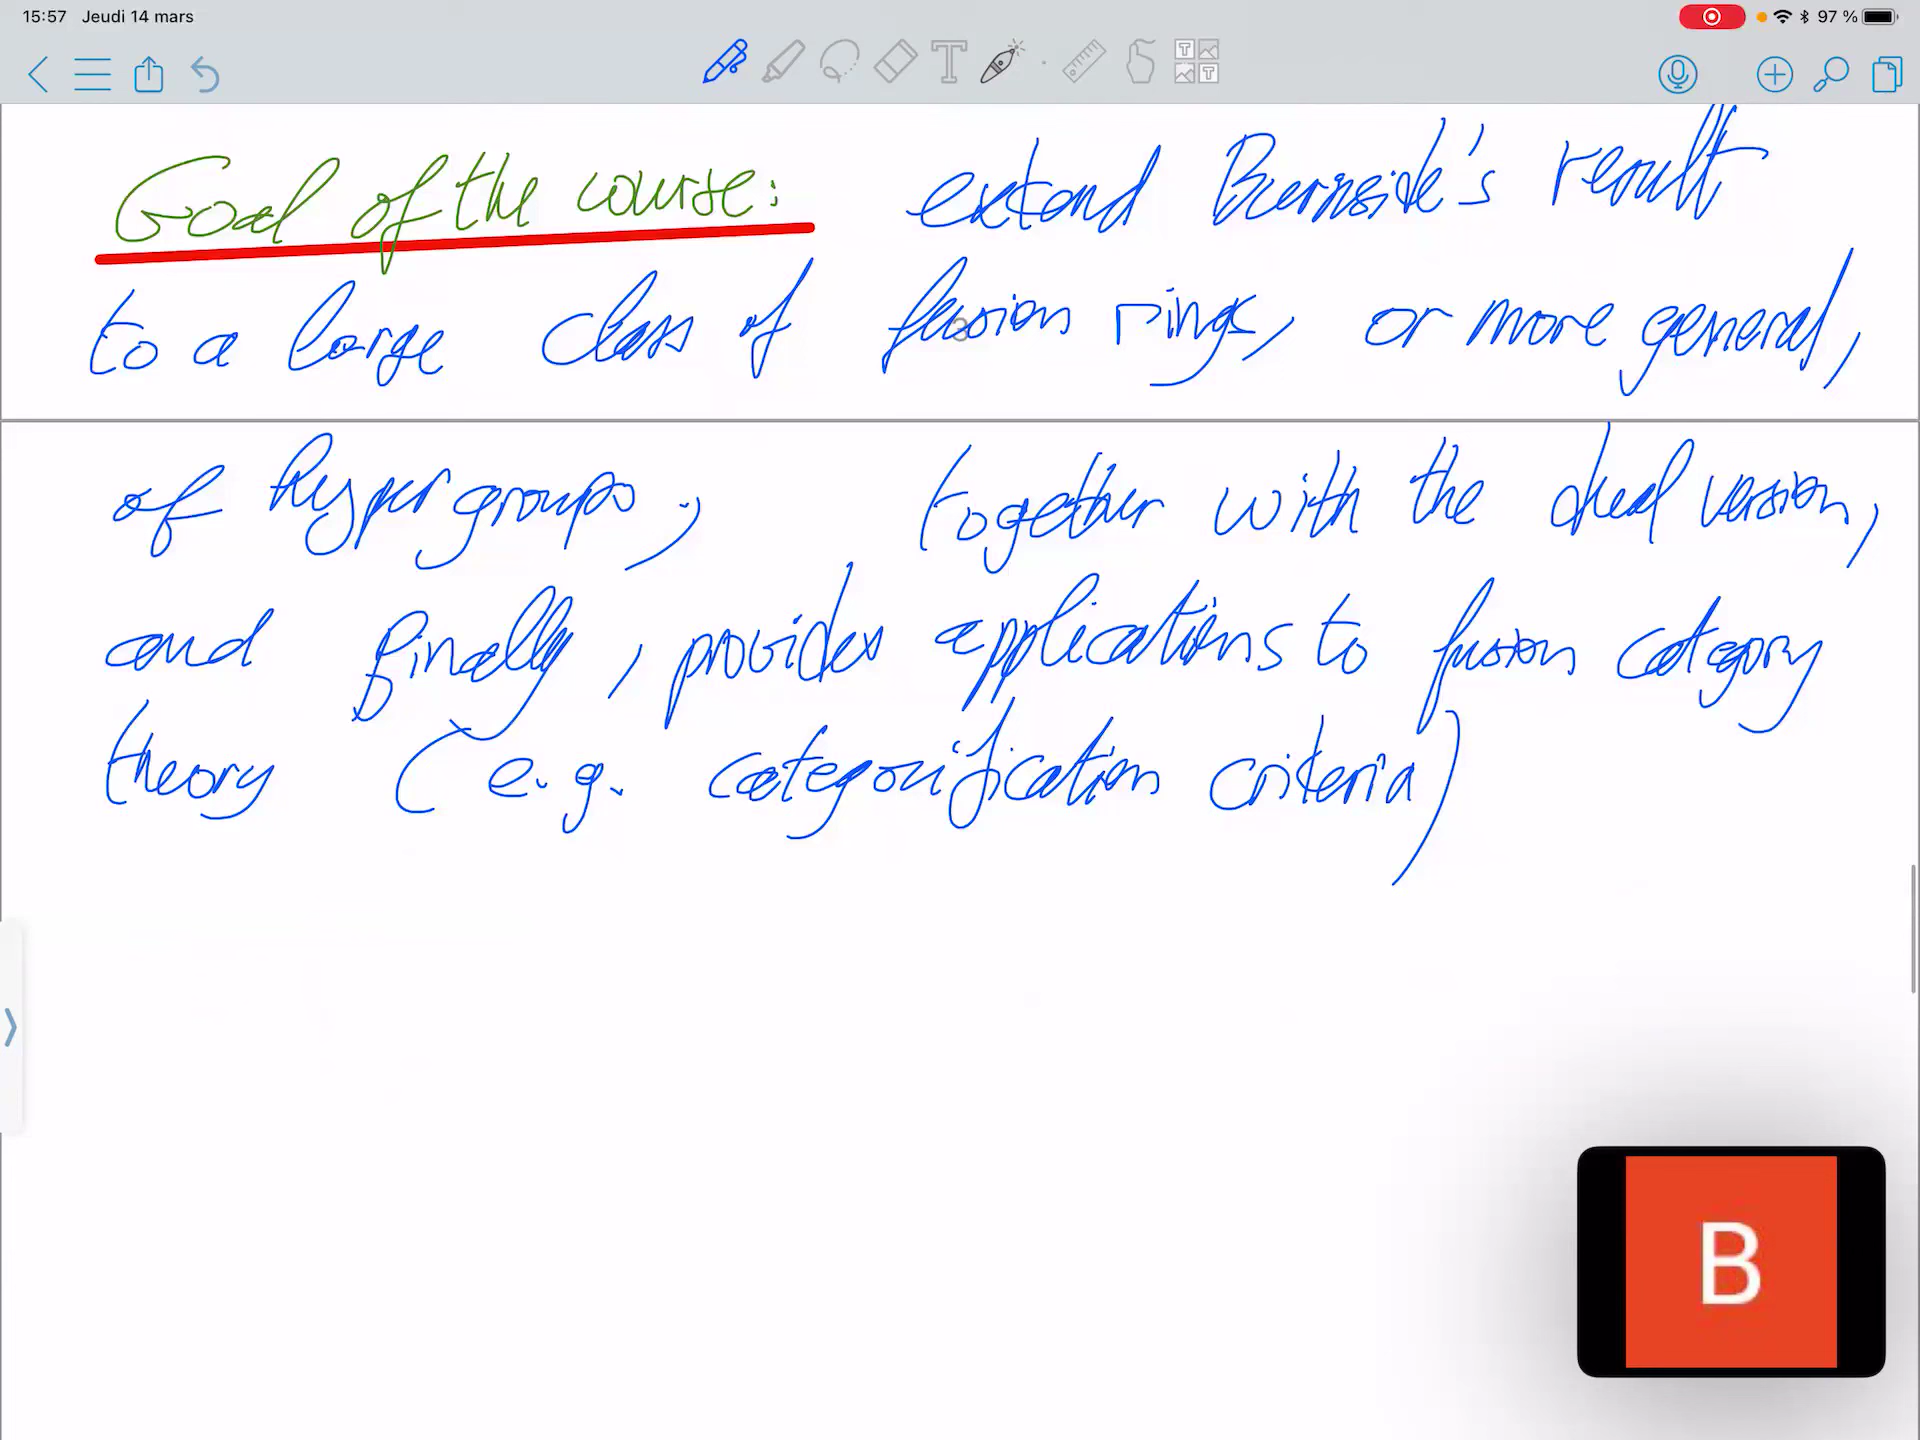 15:57 Jeudi 14 mars 97 %
Goal of the course: extend Burnside's result
to a large class of fusion rings, or more general,
of hypergroups, together with the dual version,
and finally, provides applications to fusion category
theory (e.g. categorification criteria)
B